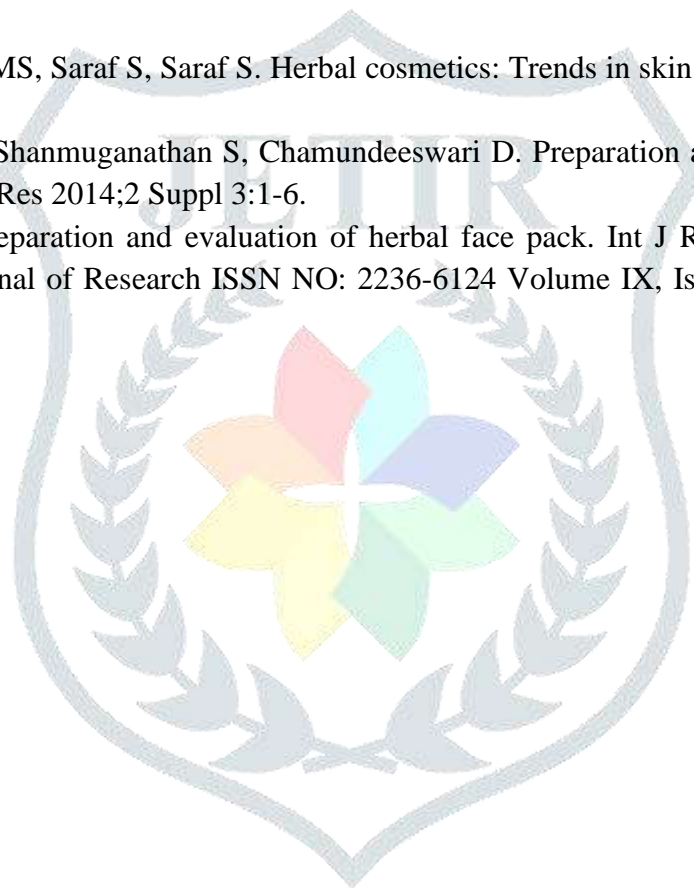 MS, Saraf S, Saraf S. Herbal cosmetics: Trends in skin
Shanmuganathan S, Chamundeeswari D. Preparation a
Res 2014;2 Suppl 3:1-6.
eparation and evaluation of herbal face pack. Int J R
nal of Research ISSN NO: 2236-6124 Volume IX, Is
JETIR